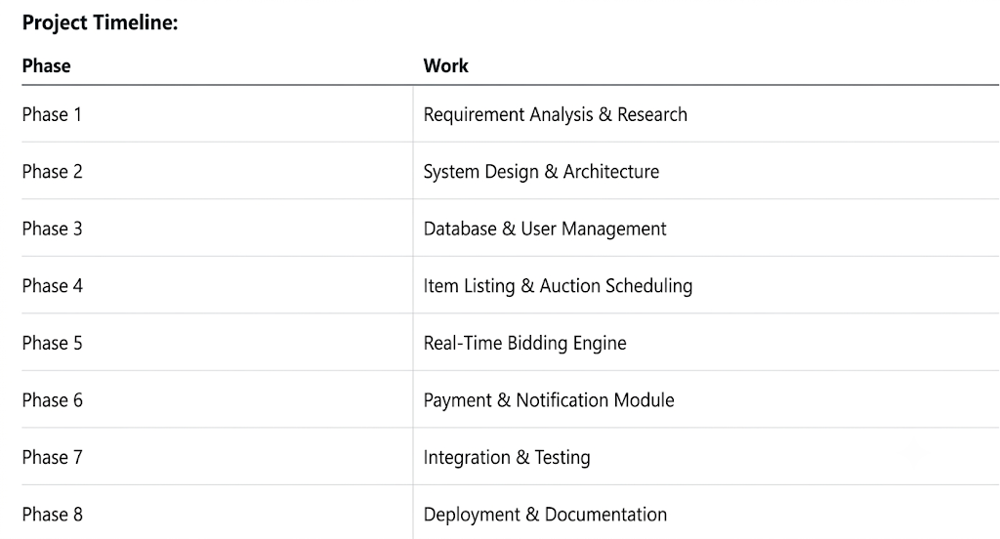 Project Timeline:
Phase Work
Phase 1 Requirement Analysis & Research
Phase 2 System Design & Architecture
Phase 3 Database & User Management
Phase 4 Item Listing & Auction Scheduling
Phase 5 Real-Time Bidding Engine
Phase 6 Payment & Notification Module
Phase 7 Integration & Testing
Phase 8 Deployment & Documentation